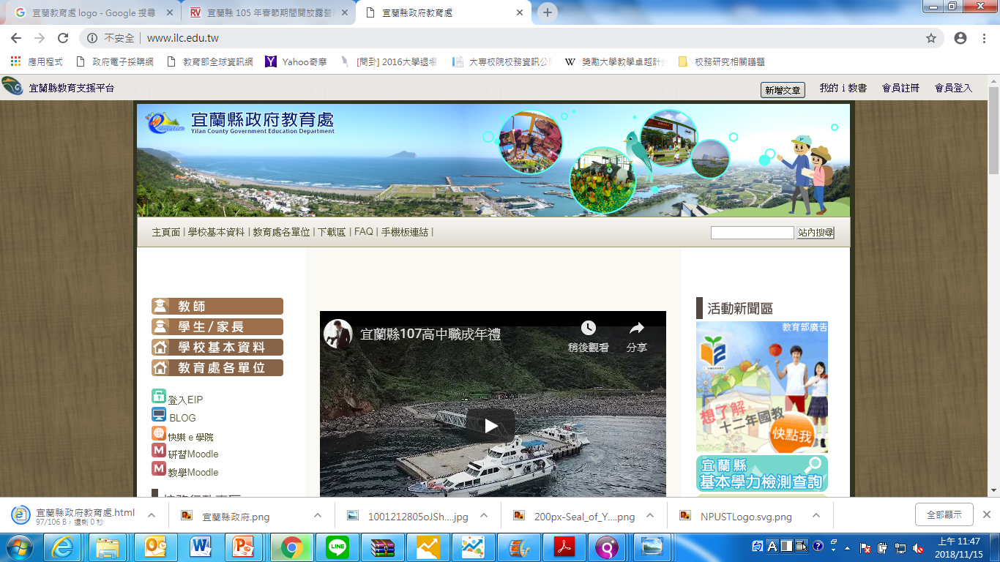 宜蘭教育處 logo - Google 搜尋
宜蘭縣 105 年春節期間開放露營
宜蘭縣政府教育處
不安全 | www.ilc.edu.tw
應用程式 政府電子採購網 教育部全球資訊網 Yahoo奇摩 [問卦] 2016大學退場 大專校院校務資訊公 獎勵大學教學卓越計 校務研究相關議題
宜蘭縣教育支援平台 新增文章 我的 i 教書 會員註冊 會員登入
education 宜蘭縣政府教育處
Yilan County Government Education Department
主頁面 | 學校基本資料 | 教育處各單位 | 下載區 | FAQ | 手機板連結 | 站內搜尋
教師
學生/家長
學校基本資料
教育處各單位
登入EIP
BLOG
快樂 e 學院
研習Moodle
教學Moodle
宜蘭縣107高中職成年禮
稍後觀看 分享
活動新聞區
教育部廣告
想了解
十二年國教
快點我
宜蘭縣
基本學力檢測查詢
宜蘭縣政府教育處.html
97/106 B，還剩 0 秒
宜蘭縣政府.png
1001212805oJSh....jpg
200px-Seal_of_Y....png
NPUSTLogo.svg.png
全部顯示
上午 11:47
2018/11/15